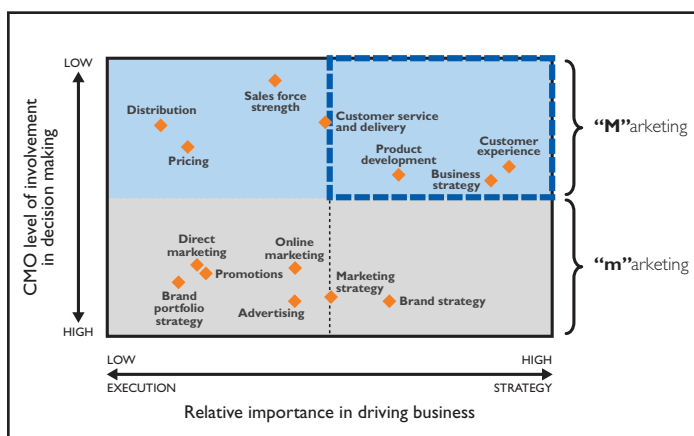 LOW
CMO level of involvement
in decision making
HIGH
Sales force
strength
Distribution
Customer service
and delivery
Pricing
Product
development
Customer
experience
Business
strategy
“M”arketing
Direct
marketing
Online
marketing
Promotions
Brand
portfolio
strategy
Advertising
Marketing
strategy
Brand strategy
“m”arketing
LOW
HIGH
EXECUTION
STRATEGY
Relative importance in driving business